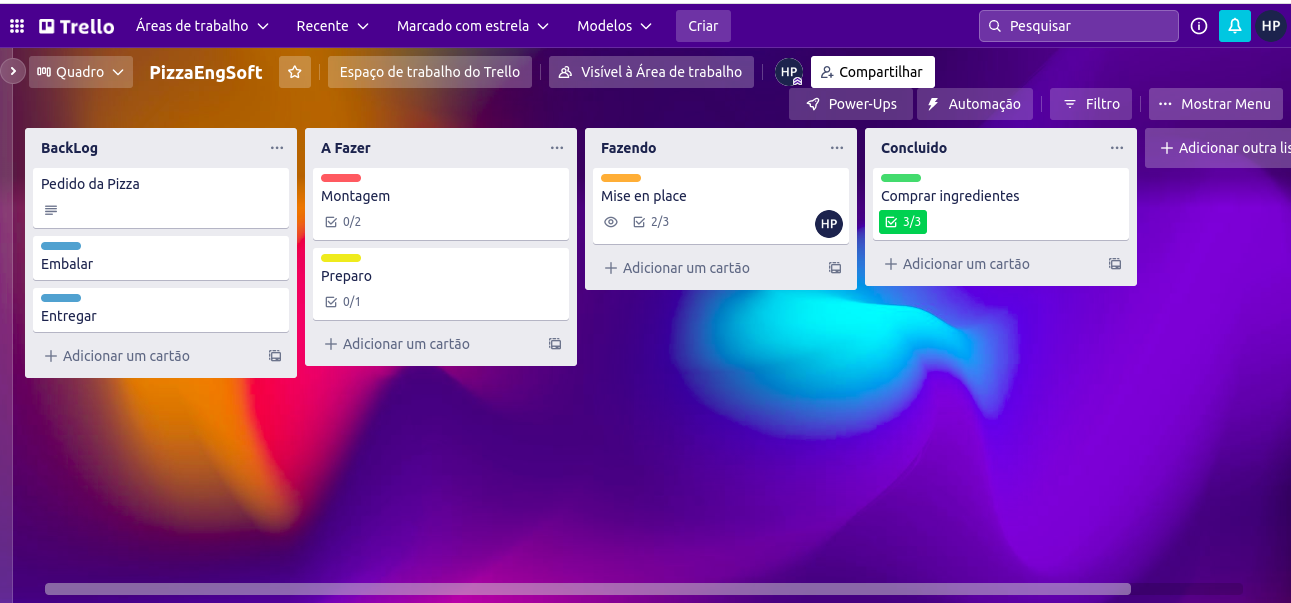 Trello Áreas de trabalho Recente Marcado com estrela Modelos Criar Pesquisar HP
Quadro PizzaEngSoft Espaço de trabalho do Trello Visível à Área de trabalho HP Compartilhar
Power-Ups Automação Filtro Mostrar Menu
BackLog
Pedido da Pizza
Embalar
Entregar
Adicionar um cartão
A Fazer
Montagem
0/2
Preparo
0/1
Adicionar um cartão
Fazendo
Mise en place
2/3 HP
Adicionar um cartão
Concluido
Comprar ingredientes
3/3
Adicionar um cartão
Adicionar outra lis